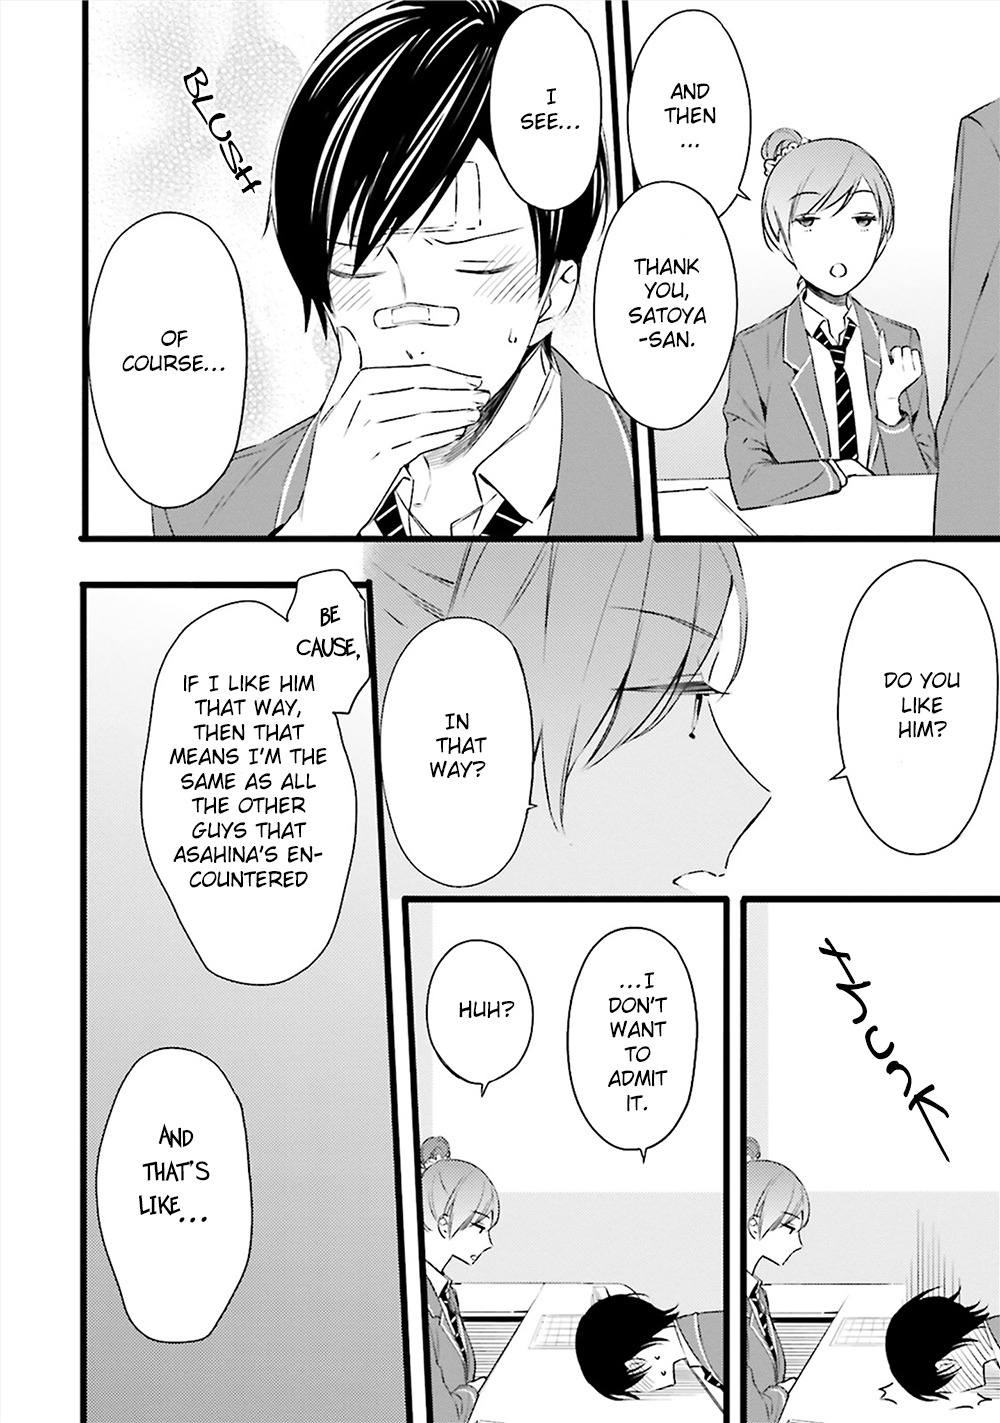 AND
THEN
...
THANK
YOU,
SATOYA
-SAN.
I
SEE...
BLUSH
OF
COURSE...
DO YOU
LIKE
HIM?
IN
THAT
WAY?
thunk
...I
DON'T
WANT
TO
ADMIT
IT.
HUH?
BE
CAUSE,
IF I LIKE HIM
THAT WAY,
THEN THAT
MEANS I'M THE
SAME AS ALL
THE OTHER
GUYS THAT
ASAHINA'S EN-
COUNTERED
AND
THAT'S
LIKE...